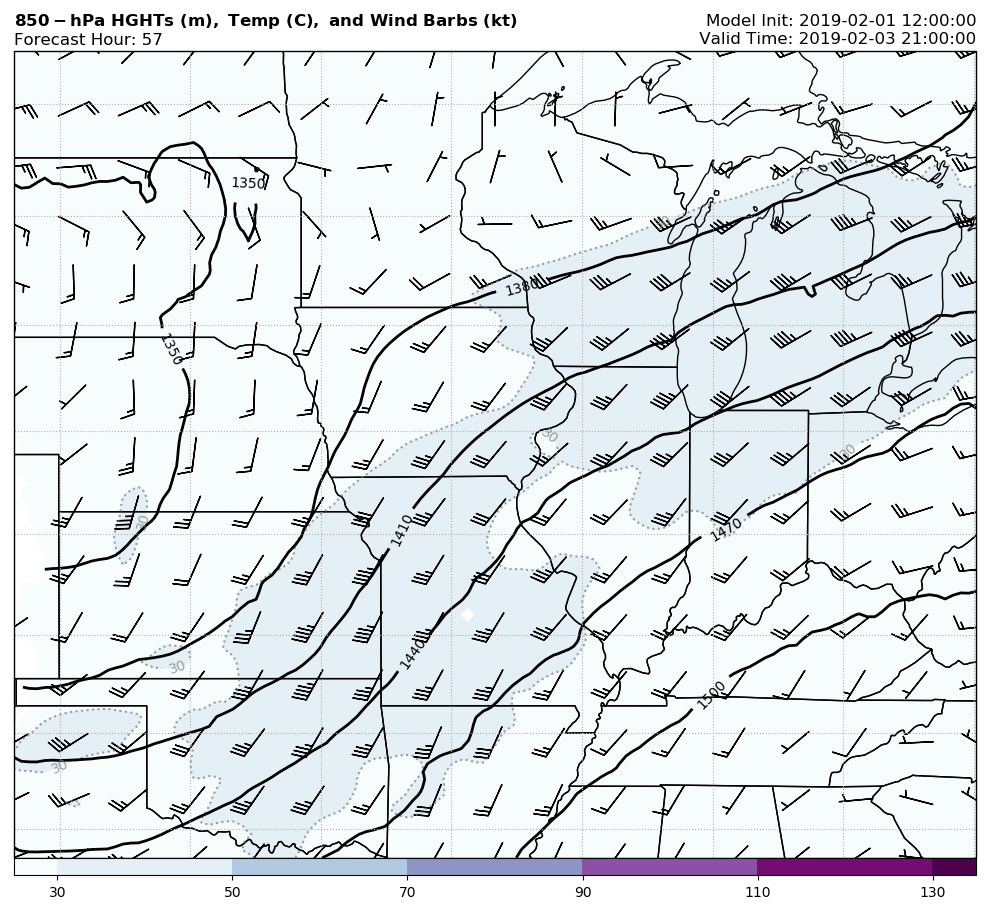 850-hPa HGHTs (m), Temp (C), and Wind Barbs (kt)
Model Init: 2019-02-01 12:00:00
Forecast Hour: 57
Valid Time: 2019-02-03 21:00:00
1350
30
1380
1350
30
30
30
1410
1470
1440
30
1500
30
30 50 70 90 110 130